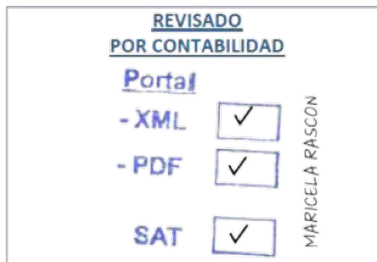 REVISADO
POR CONTABILIDAD
Portal
- XML ✓
- PDF ✓
SAT ✓
MARICELA RASCON